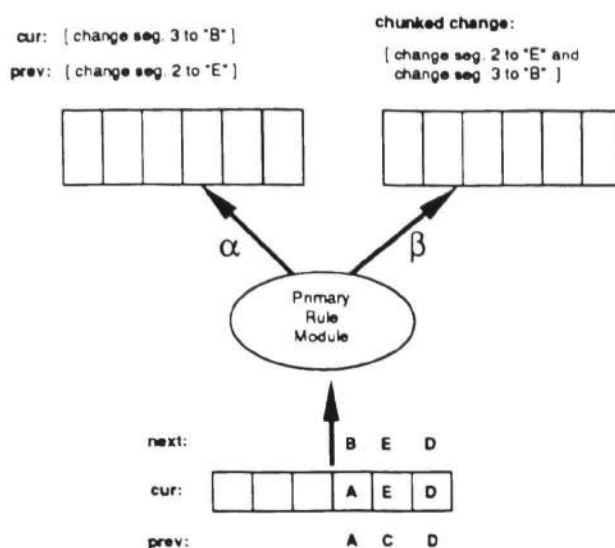 cur: [ change seg. 3 to "B" ]
prev: [ change seg. 2 to "E" ]
chunked change:
[ change seg. 2 to "E" and
change seg 3 to "B" ]
α
β
Primary
Rule
Module
next: B E D
cur: A E D
prev: A C D